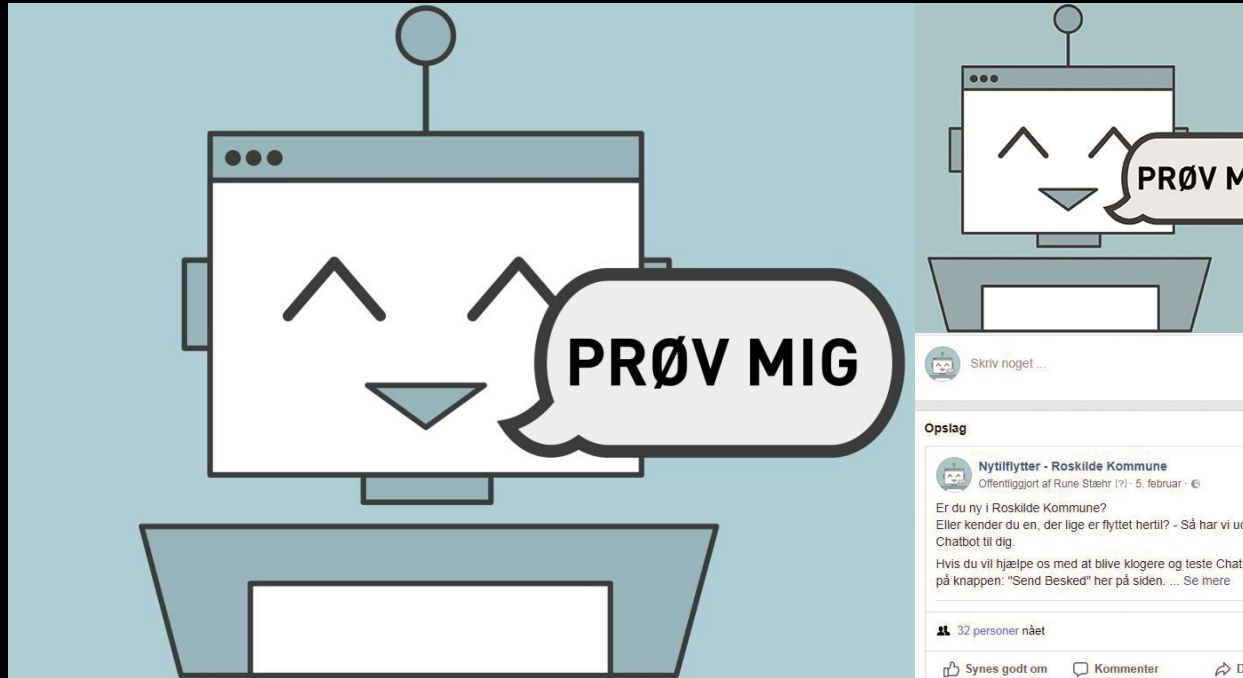 PRØV MIG
PRØV M
Skriv noget ...
Opslag
Nytilflytter - Roskilde Kommune
Offentliggjort af Rune Stæhr [?] · 5. februar ·
Er du ny i Roskilde Kommune?
Eller kender du en, der lige er flyttet hertil? - Så har vi
Chatbot til dig.
Hvis du vil hjælpe os med at blive klogere og teste
på knappen: "Send Besked" her på siden. ... Se mere
32 personer nået
Synes godt om Kommenter